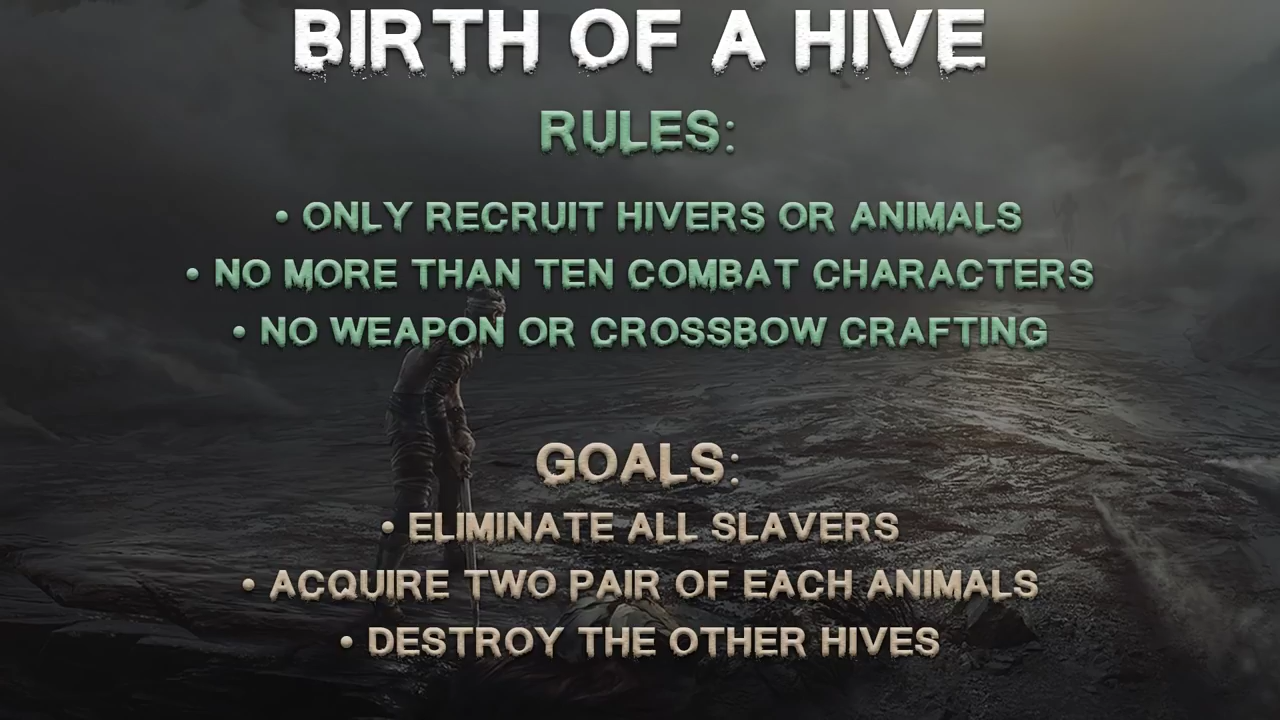 BIRTH OF A HIVE
RULES:
• ONLY RECRUIT HIVERS OR ANIMALS
• NO MORE THAN TEN COMBAT CHARACTERS
• NO WEAPON OR CROSSBOW CRAFTING
GOALS:
• ELIMINATE ALL SLAVERS
• ACQUIRE TWO PAIR OF EACH ANIMALS
• DESTROY THE OTHER HIVES